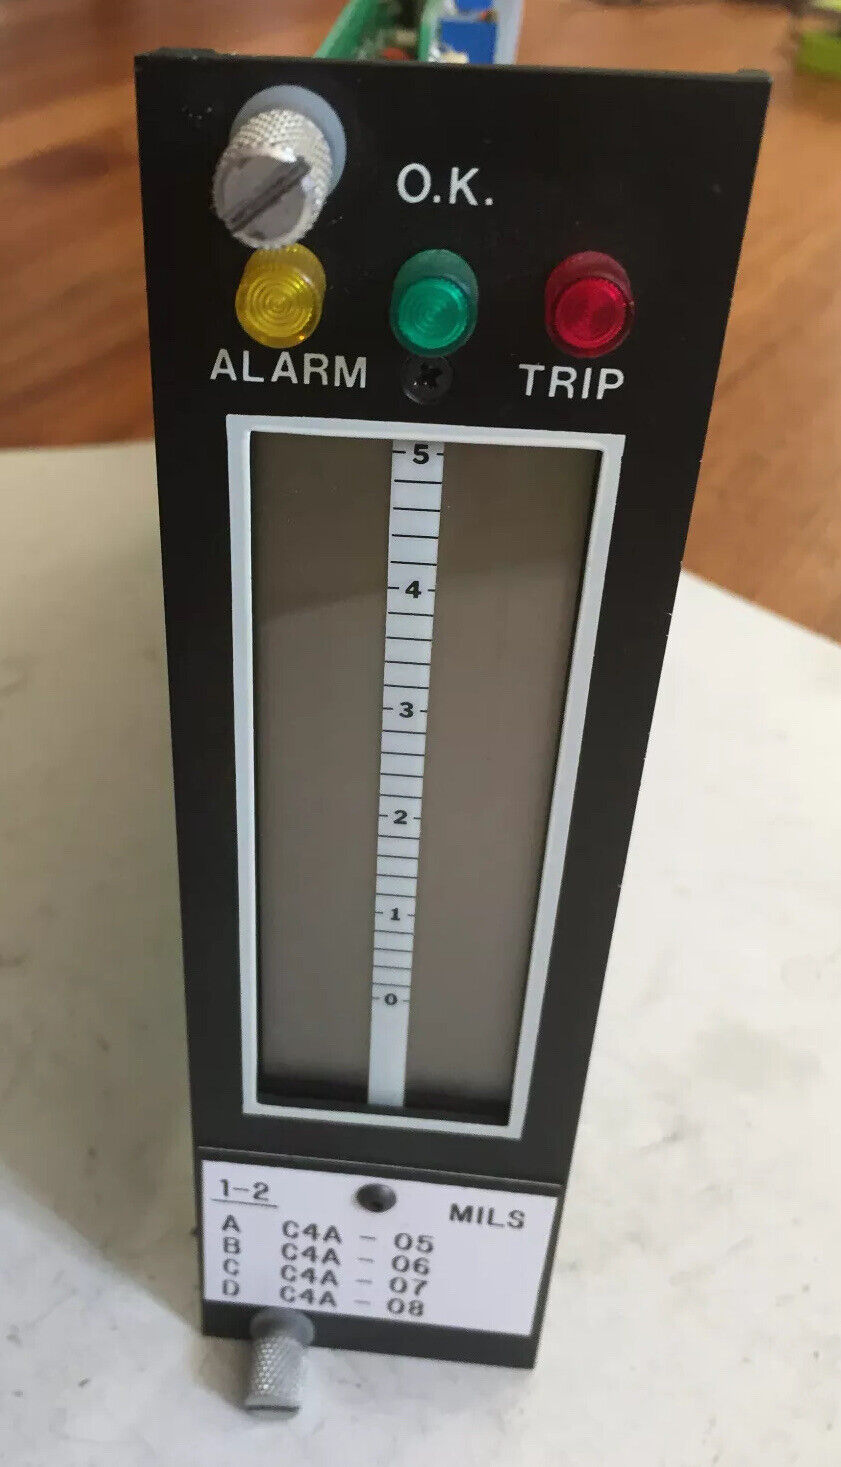 O.K.
ALARM TRIP
5
4
3
2
1
0
1-2 MILS
A C4A - 05
B C4A - 06
C C4A - 07
D C4A - 08